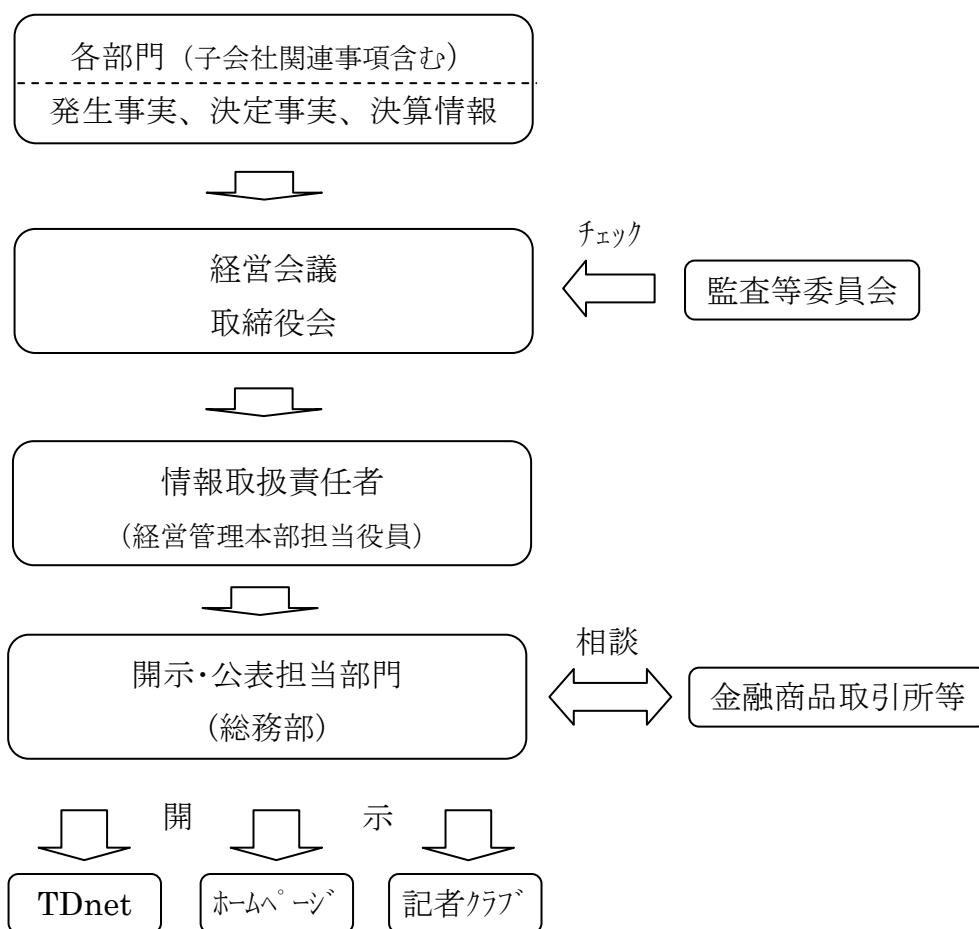 各部門（子会社関連事項含む）
発生事実、決定事実、決算情報
経営会議
取締役会
チェック
監査等委員会
情報取扱責任者
（経営管理本部担当役員）
開示・公表担当部門
（総務部）
相談
金融商品取引所等
開　示
TDnet
ﾎｰﾑﾍﾟｰｼﾞ
記者ｸﾗﾌﾞ